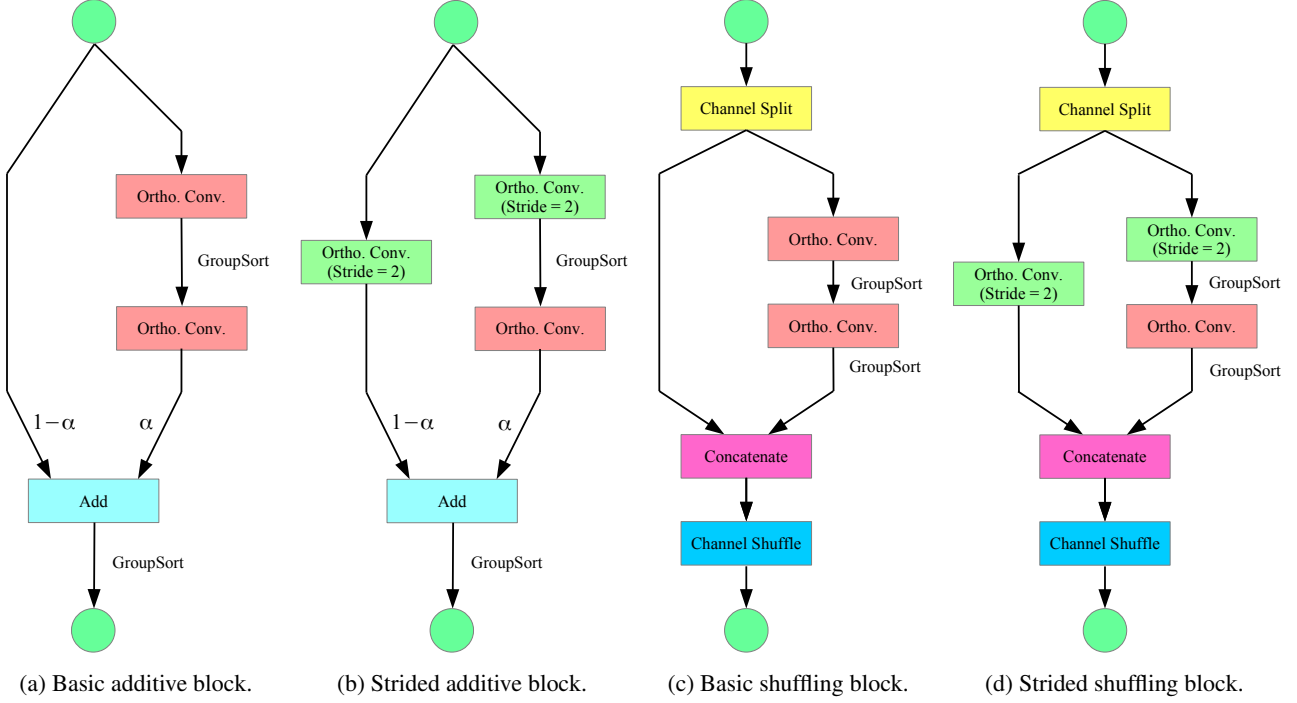 Ortho. Conv.
GroupSort
Ortho. Conv.
1−α
α
Add
GroupSort
(a) Basic additive block.
Ortho. Conv.
(Stride = 2)
Ortho. Conv.
(Stride = 2)
GroupSort
Ortho. Conv.
1−α
α
Add
GroupSort
(b) Strided additive block.
Channel Split
Ortho. Conv.
GroupSort
Ortho. Conv.
GroupSort
Concatenate
Channel Shuffle
(c) Basic shuffling block.
Channel Split
Ortho. Conv.
(Stride = 2)
Ortho. Conv.
(Stride = 2)
GroupSort
Ortho. Conv.
GroupSort
Concatenate
Channel Shuffle
(d) Strided shuffling block.